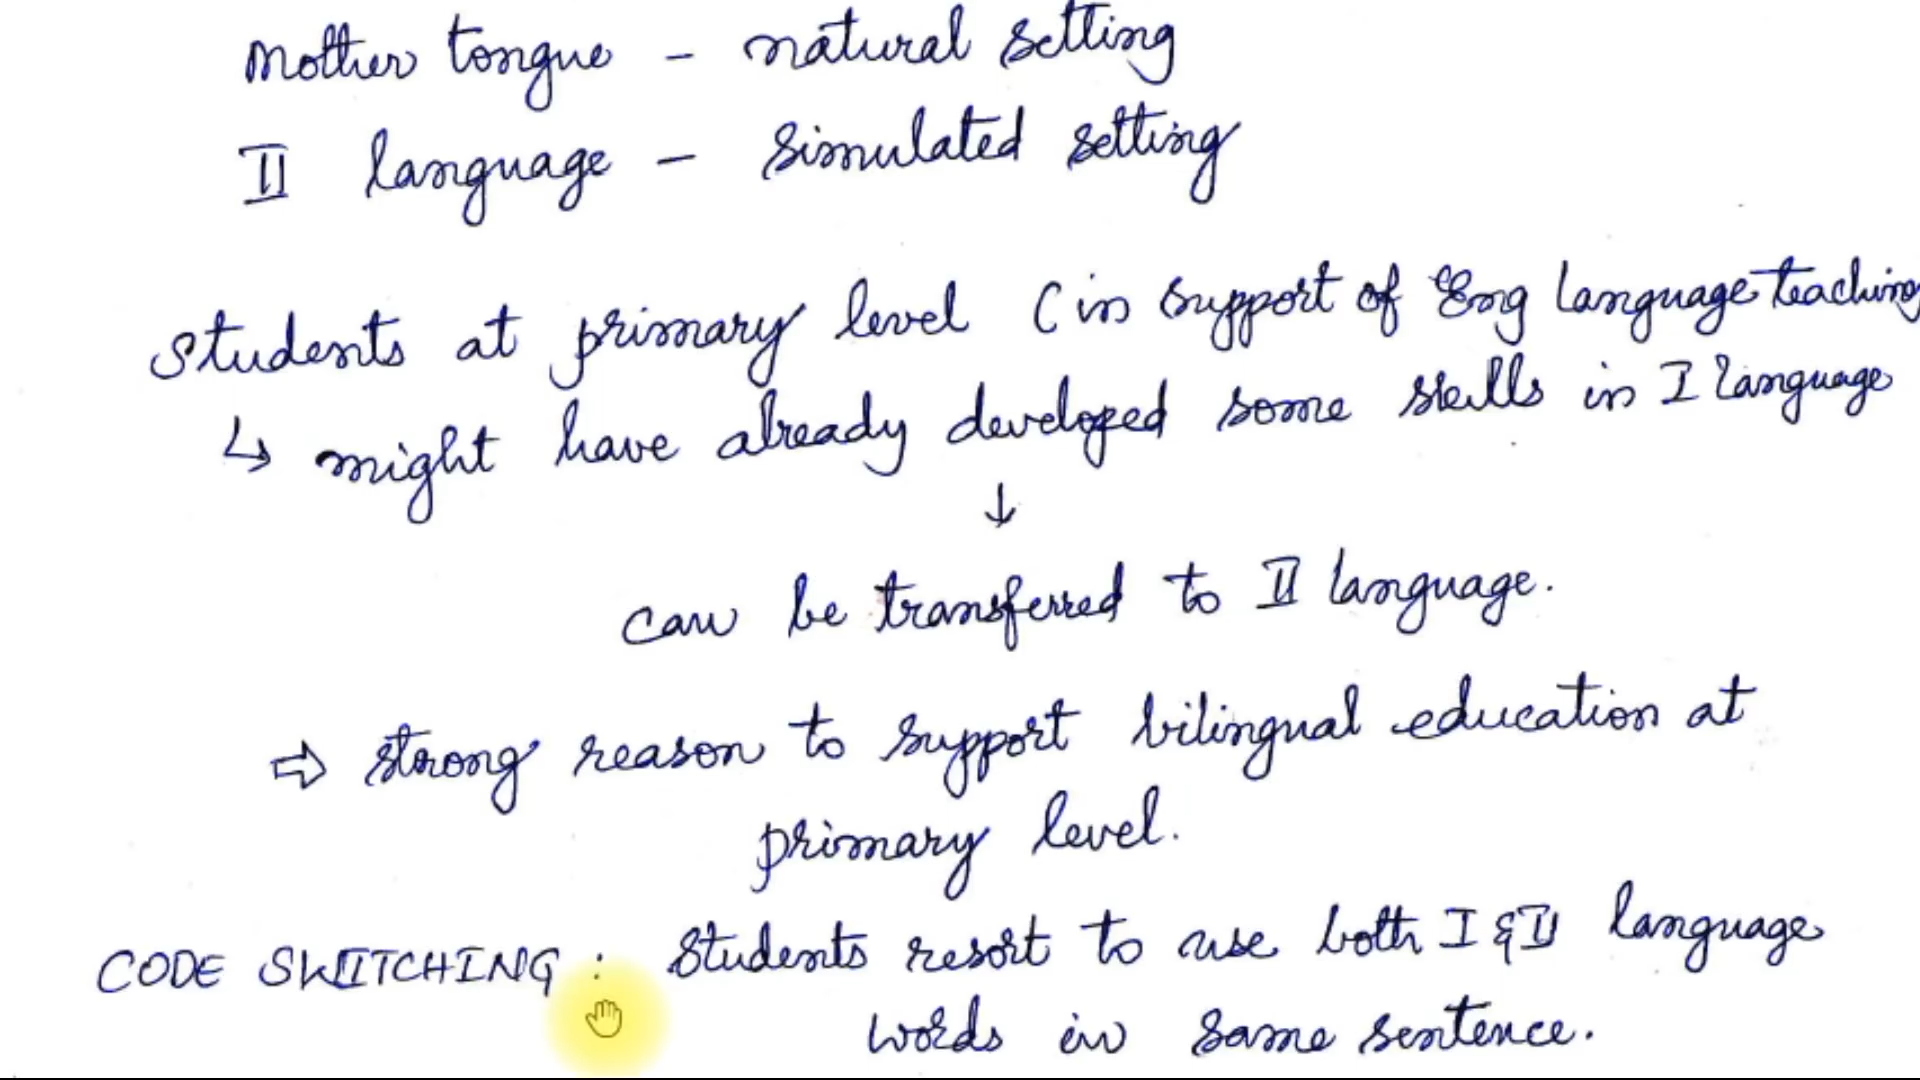 Mother tongue - natural setting
II language - simulated setting
Students at primary level (in support of Eng language teaching
↳ might have already developed some skills in I language
↓
can be transferred to II language.
⇨ strong reason to support bilingual education at
primary level.
CODE SWITCHING : Students resort to use both I & II language
words in same sentence.